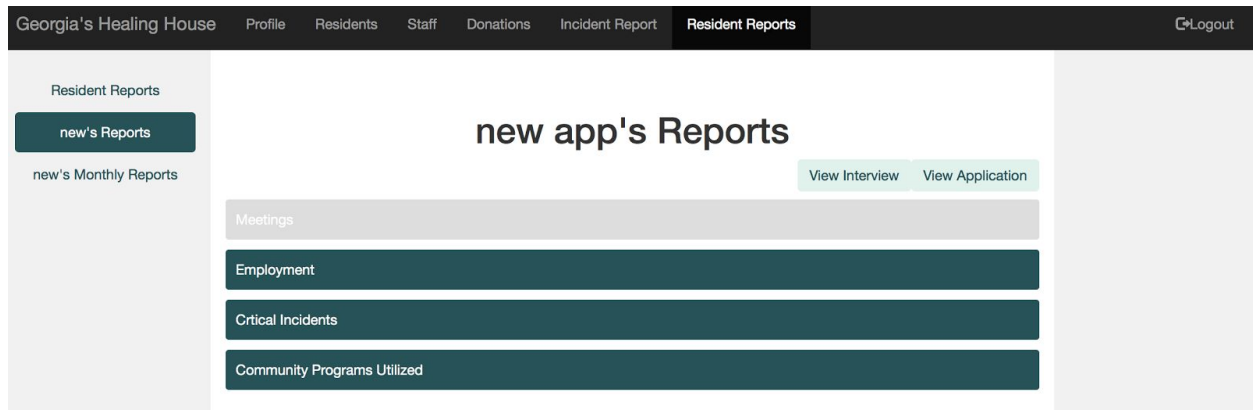 Georgia's Healing House Profile Residents Staff Donations Incident Report Resident Reports Logout
Resident Reports
new's Reports
new's Monthly Reports
new app's Reports
View Interview View Application
Meetings
Employment
Crtical Incidents
Community Programs Utilized